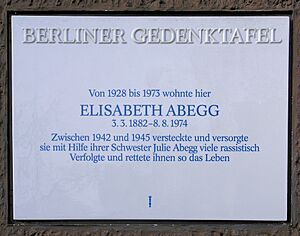 BERLINER GEDENKTAFEL
Von 1928 bis 1973 wohnte hier
ELISABETH ABEGG
3. 3. 1882–8. 8. 1974
Zwischen 1942 und 1945 versteckte und versorgte
sie mit Hilfe ihrer Schwester Julie Abegg viele rassistisch
Verfolgte und rettete ihnen so das Leben